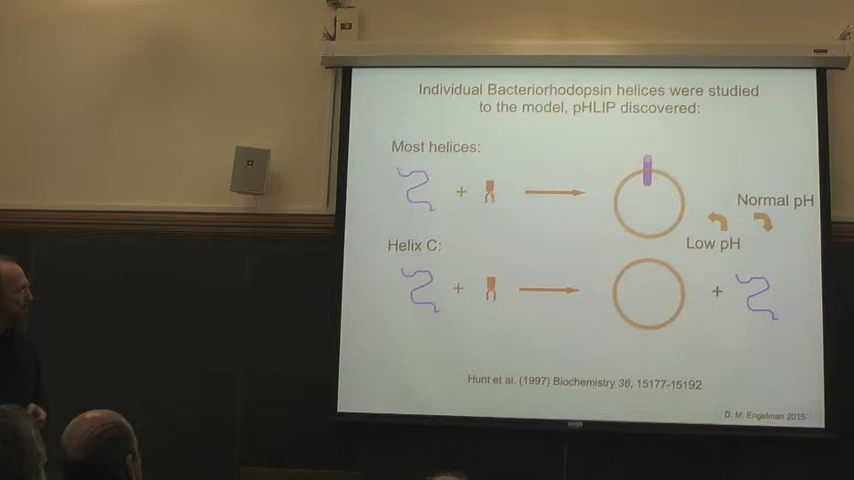 Individual Bacteriorhodopsin helices were studied
to the model, pHLIP discovered:
Most helices:
+
Normal pH
Low pH
Helix C:
+
+
Hunt et al. (1997) Biochemistry 36, 15177-15192
D. M. Engelman 2015